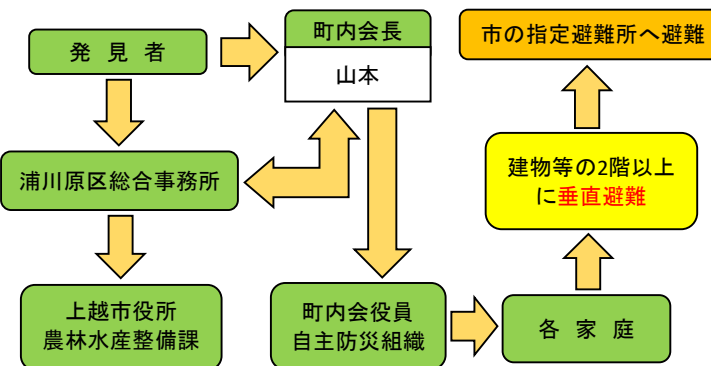 発 見 者
町内会長
山本
市の指定避難所へ避難
浦川原区総合事務所
建物等の2階以上
に垂直避難
上越市役所
農林水産整備課
町内会役員
自主防災組織
各 家 庭